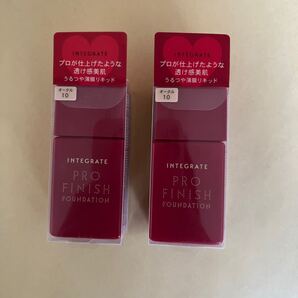 INTEGRATE
プロが仕上げたような
透け感美肌
うるつや薄膜リキッド
オークル
10
INTEGRATE
PRO
FINISH
FOUNDATION
INTEGRATE
プロが仕上げたような
透け感美肌
うるつや薄膜リキッド
オークル
10
INTEGRATE
PRO
FINISH
FOUNDATION